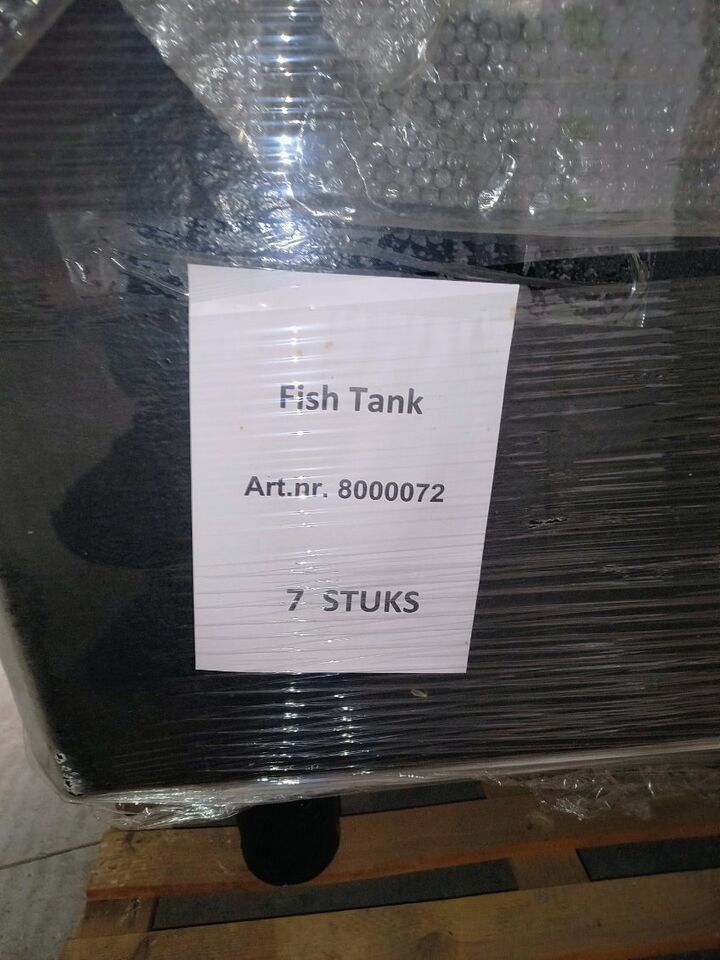 Fish Tank
Art.nr. 8000072
7 STUKS